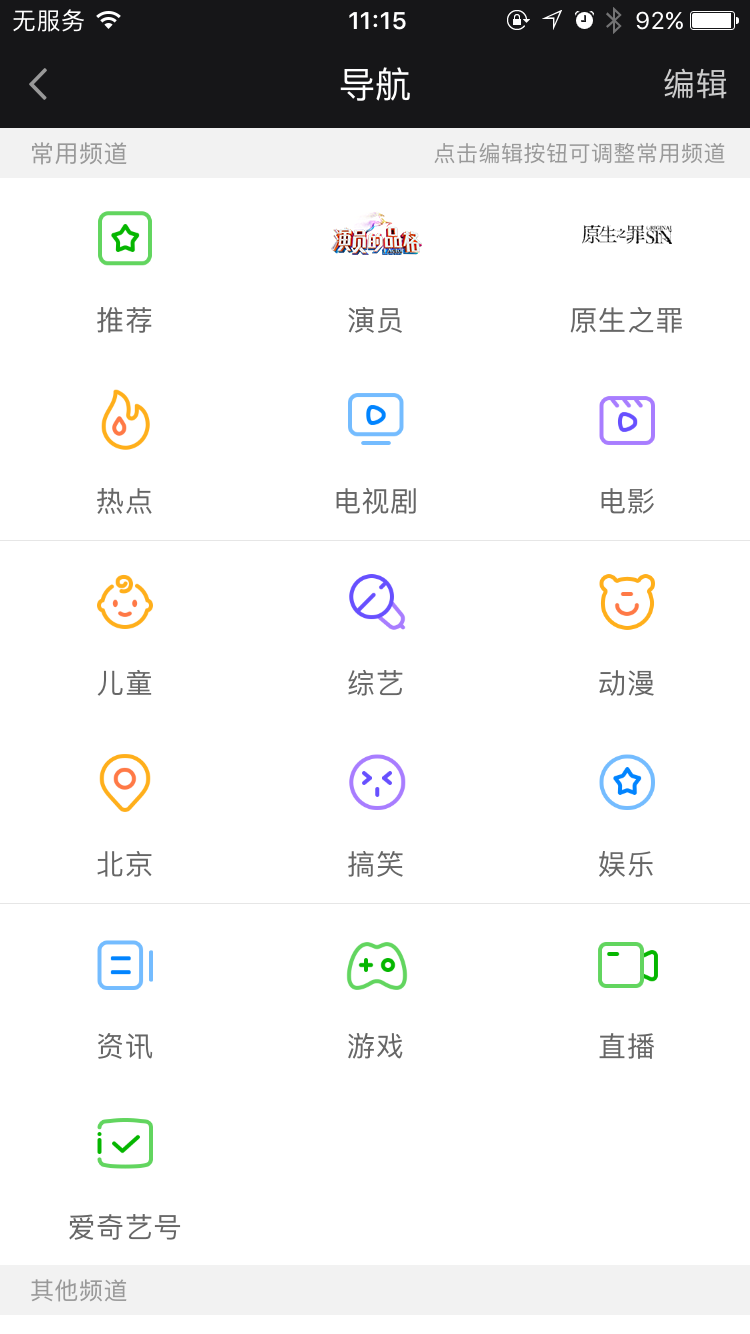 无服务 11:15 92%
导航 编辑
常用频道 点击编辑按钮可调整常用频道
演员的品格 原生之罪 ORIGINAL SIN
推荐 演员 原生之罪
热点 电视剧 电影
儿童 综艺 动漫
北京 搞笑 娱乐
资讯 游戏 直播
爱奇艺号
其他频道